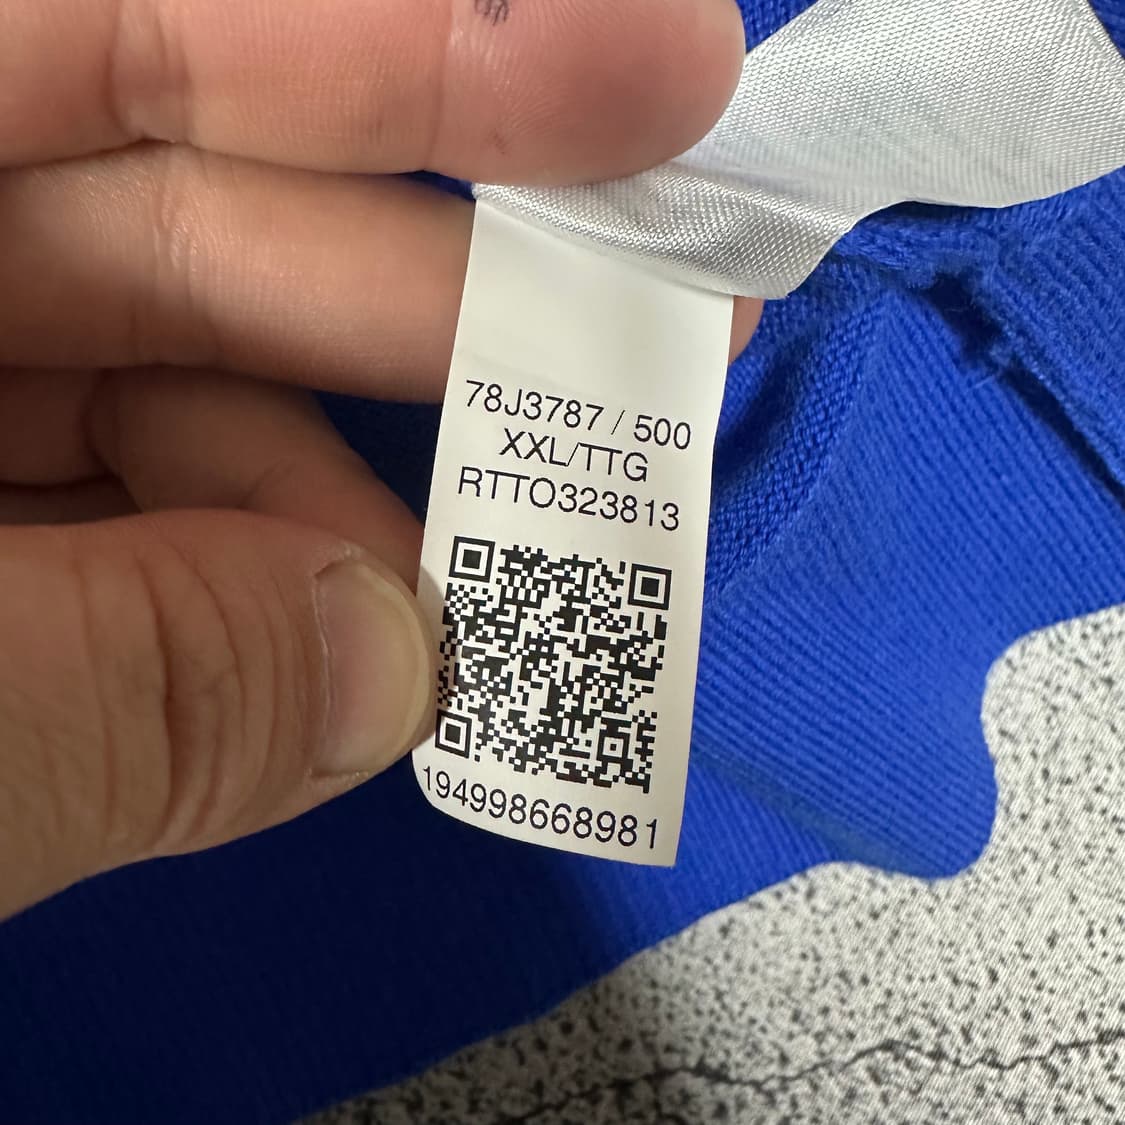 78J3787 / 500
XXL/TTG
RTTO323813
194998668981